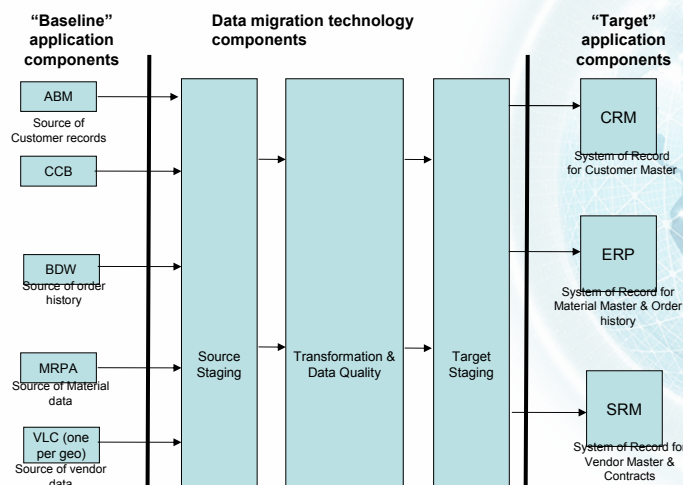 “Baseline”
application
components
Data migration technology
components
“Target”
application
components
ABM
Source of
Customer records
CCB
BDW
Source of order
history
MRPA
Source of Material
data
VLC (one
per geo)
Source of vendor
data
Source
Staging
Transformation &
Data Quality
Target
Staging
CRM
System of Record
for Customer Master
ERP
System of Record for
Material Master & Order
history
SRM
System of Record for
Vendor Master &
Contracts